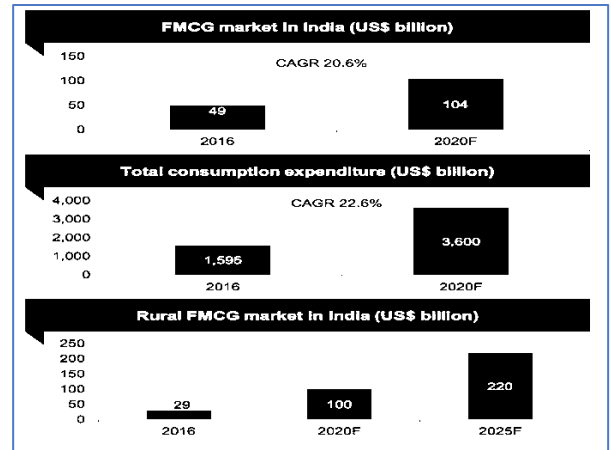 FMCG market in India (US$ billion)
150
CAGR 20.6%
100
50
49
104
0
2016
2020F
Total consumption expenditure (US$ billion)
4,000
CAGR 22.6%
3,000
2,000
3,600
1,000
1,595
0
2016
2020F
Rural FMCG market in India (US$ billion)
250
200
150
220
100
50
29
100
0
2016
2020F
2025F